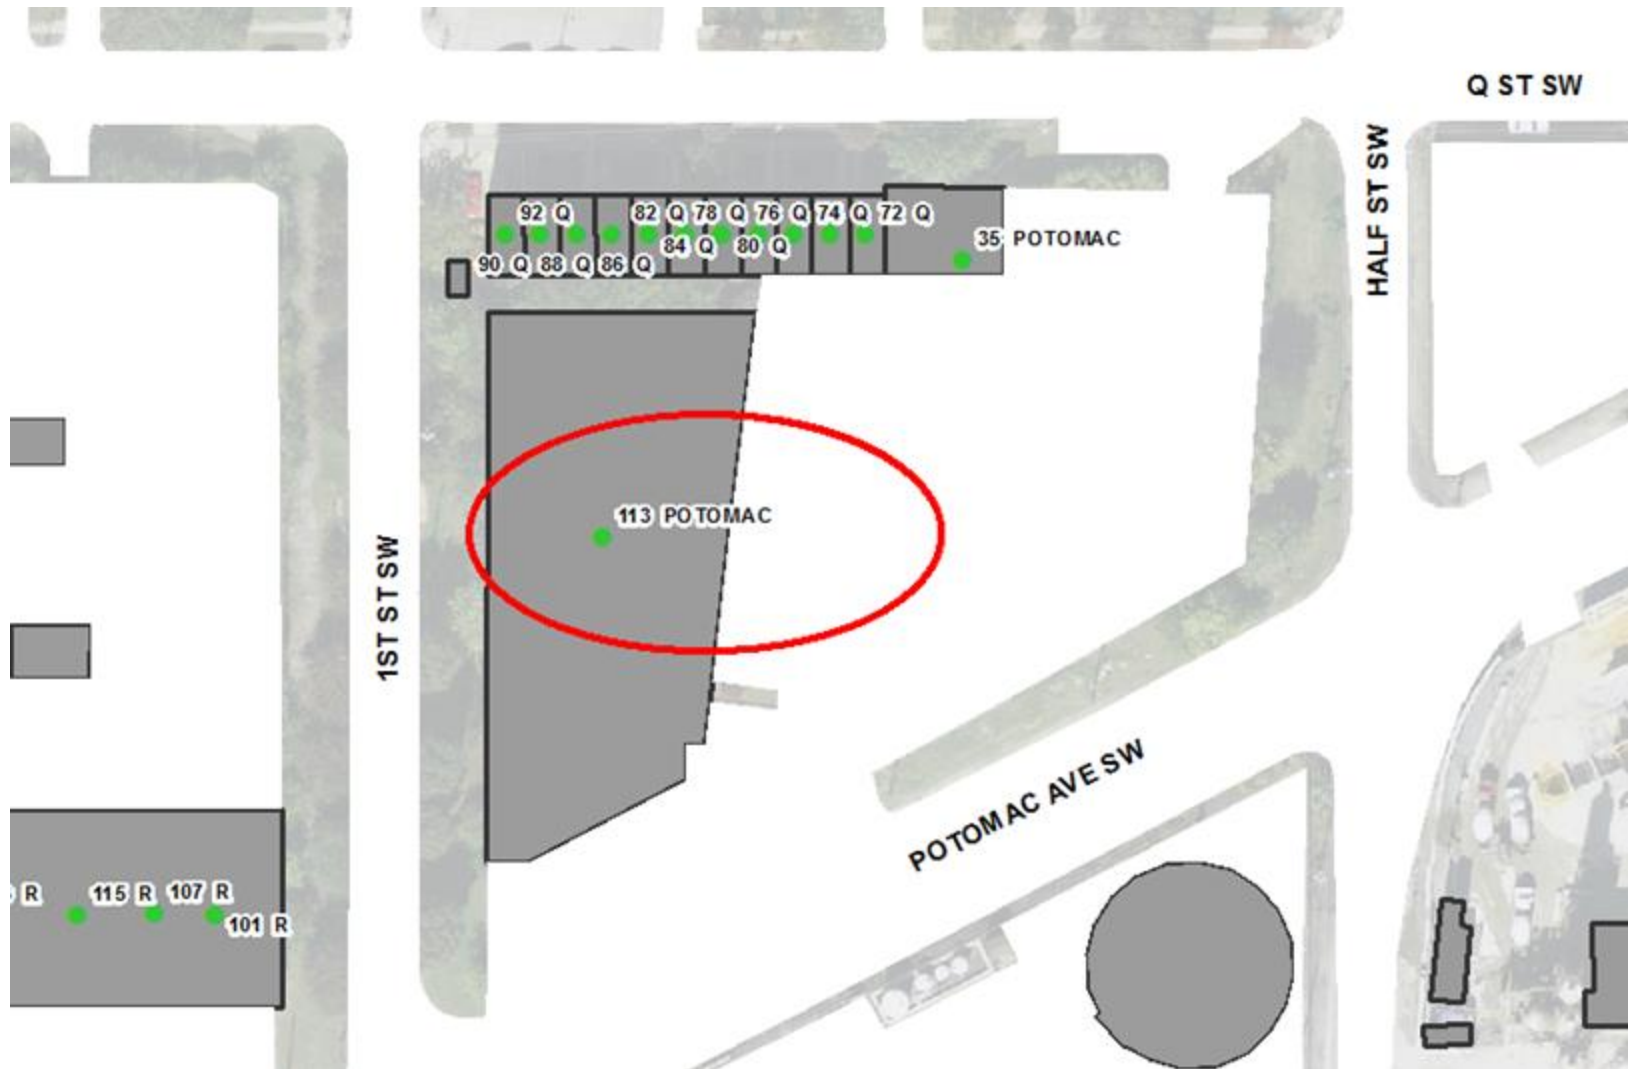 Q ST SW
HALF ST SW
92 Q
82 Q
78 Q
76 Q
74 Q
72 Q
84 Q
80 Q
35 POTOMAC
90 Q
88 Q
86 Q
113 POTOMAC
1ST ST SW
POTOMAC AVE SW
R
115 R
107 R
101 R